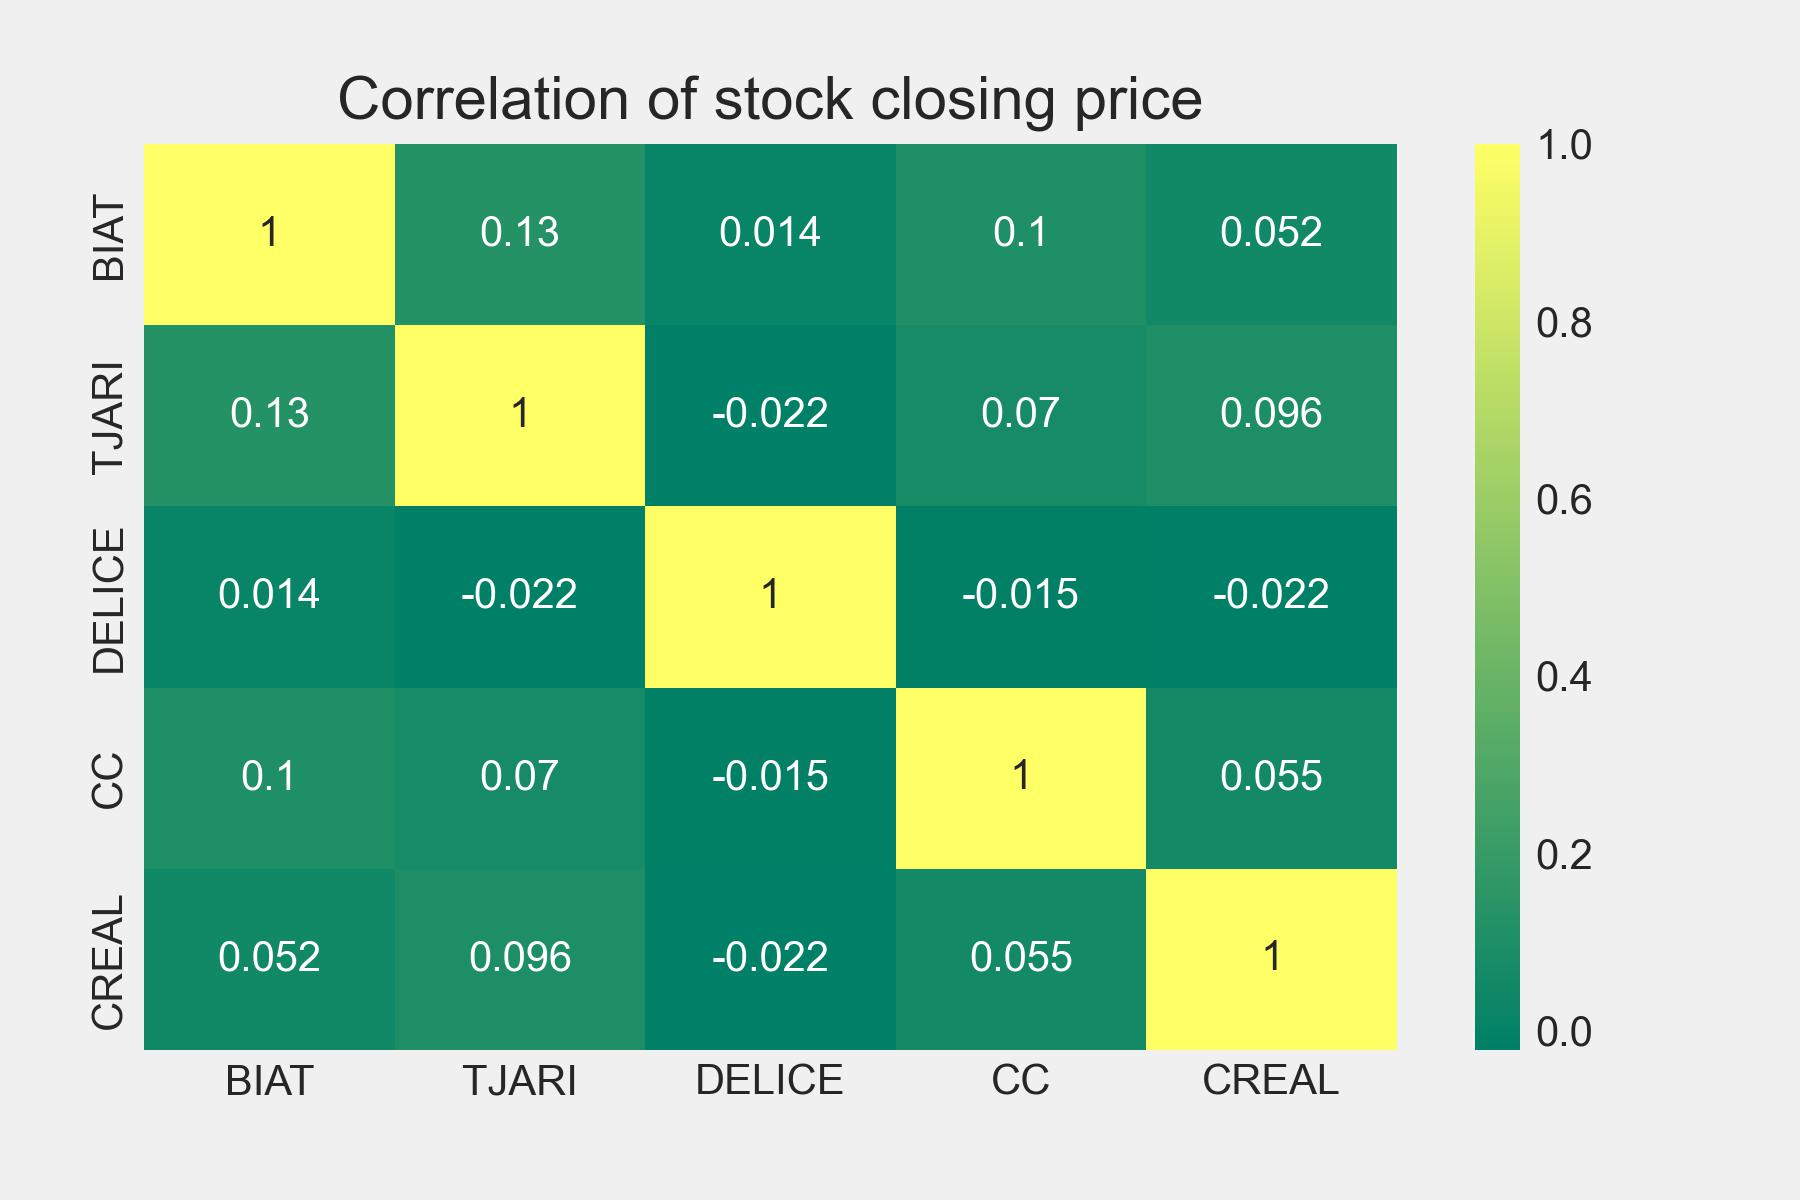 Correlation of stock closing price
BIAT 1 0.13 0.014 0.1 0.052
TJARI 0.13 1 -0.022 0.07 0.096
DELICE 0.014 -0.022 1 -0.015 -0.022
CC 0.1 0.07 -0.015 1 0.055
CREAL 0.052 0.096 -0.022 0.055 1
BIAT TJARI DELICE CC CREAL
1.0
0.8
0.6
0.4
0.2
0.0